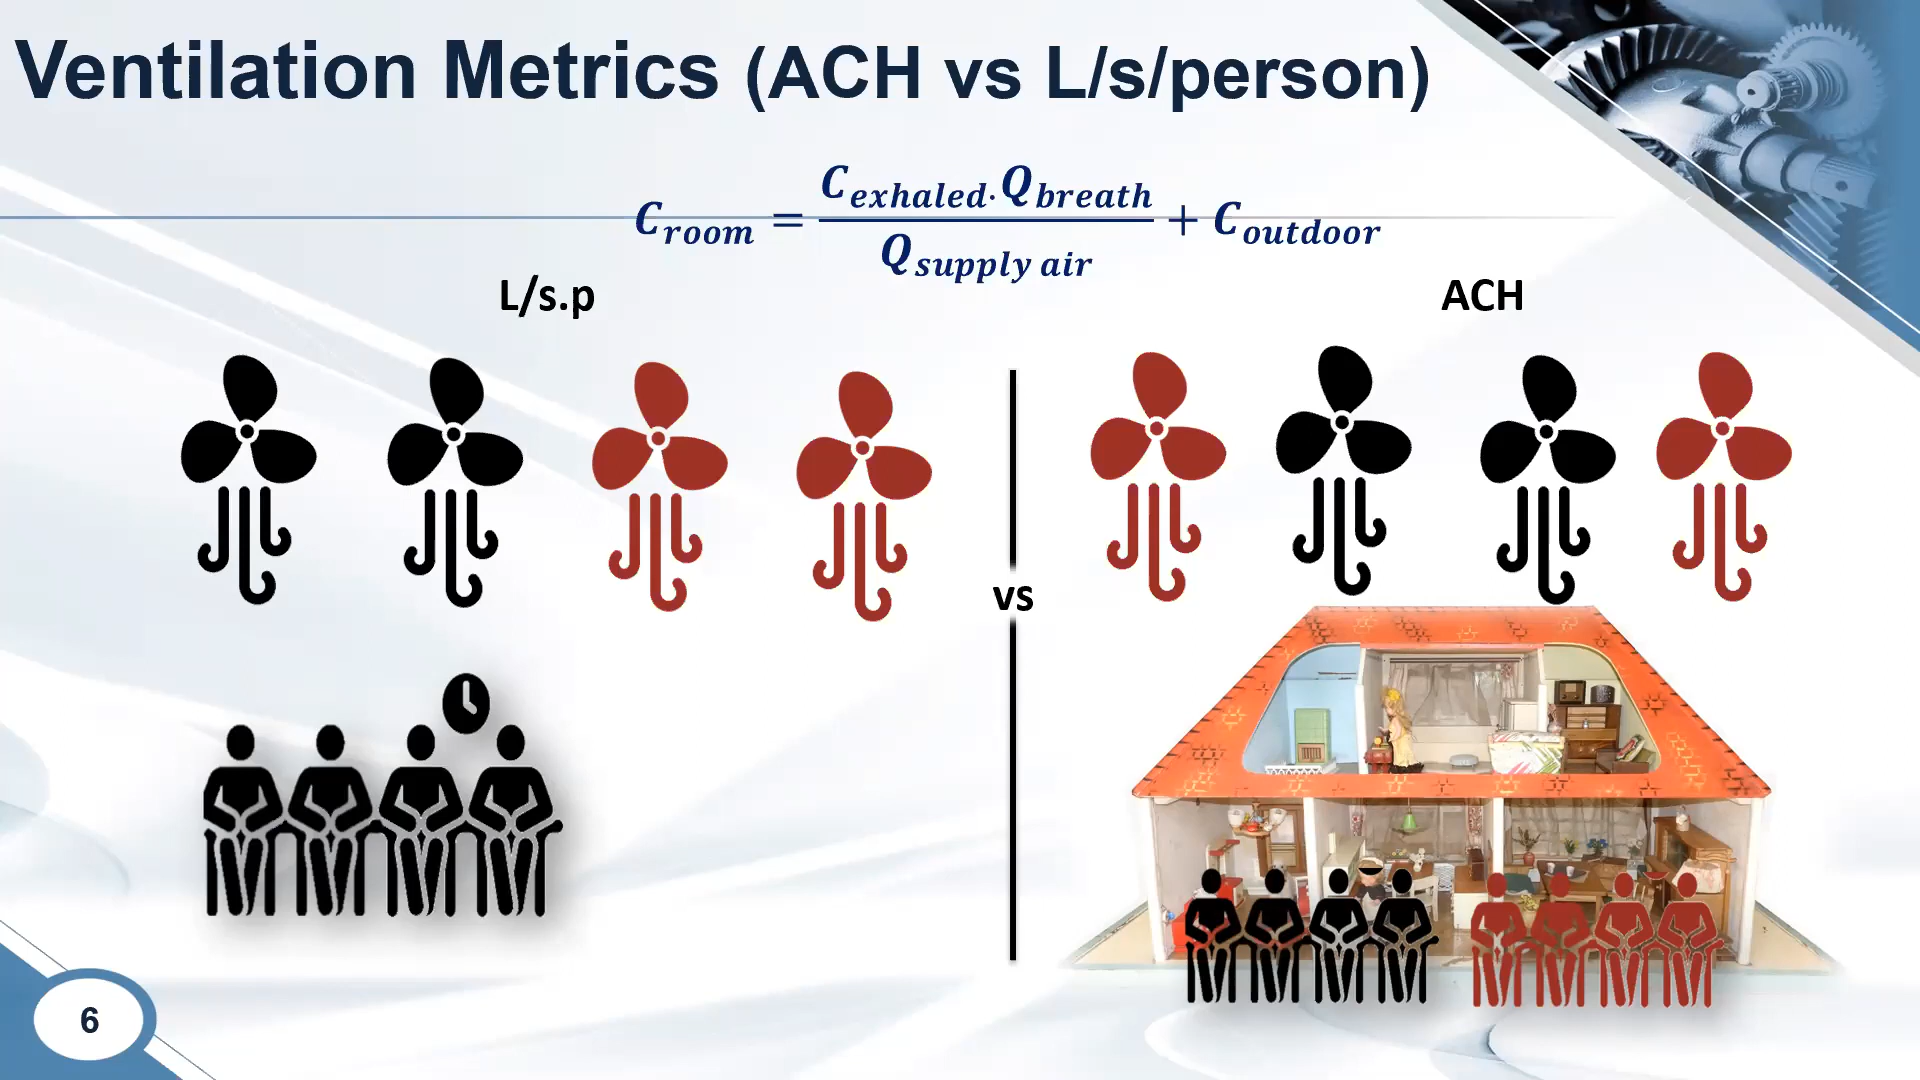 Ventilation Metrics (ACH vs L/s/person)
C_room = (C_exhaled · Q_breath) / Q_supply air + C_outdoor
L/s.p
ACH
vs
6